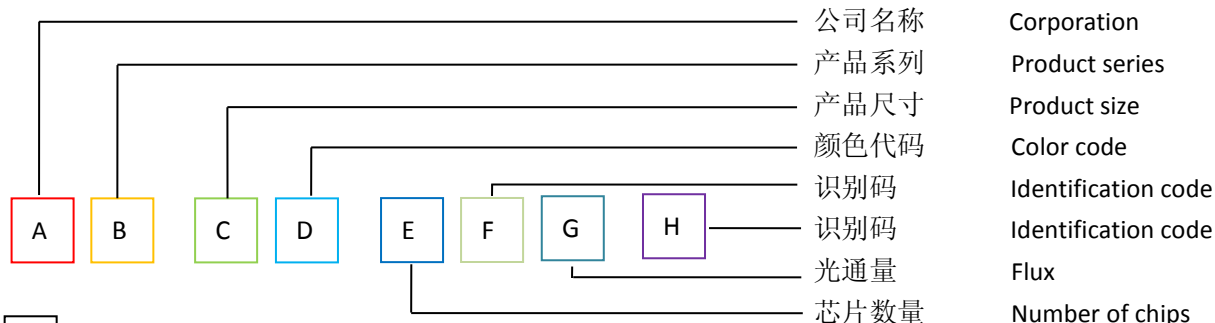 公司名称 Corporation
产品系列 Product series
产品尺寸 Product size
颜色代码 Color code
识别码 Identification code
A B C D E F G H 识别码 Identification code
光通量 Flux
芯片数量 Number of chips